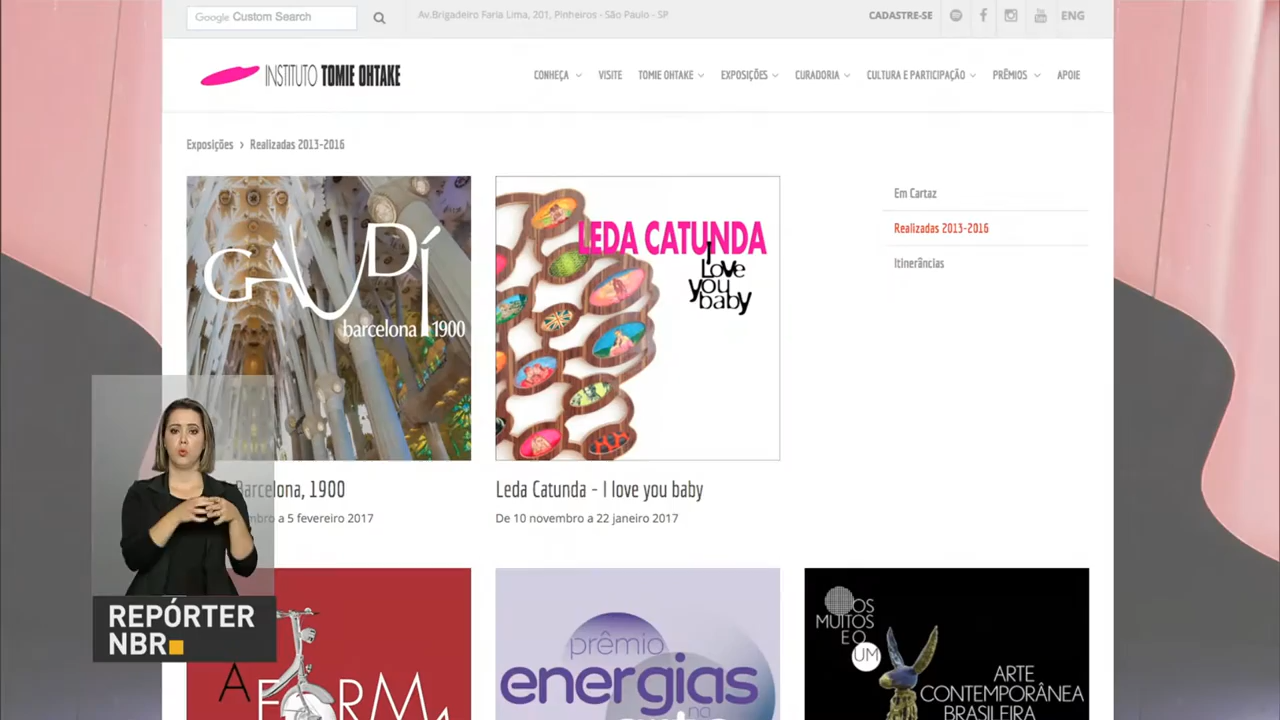 Google Custom Search
Av.Brigadeiro Faria Lima, 201, Pinheiros - São Paulo - SP
CADASTRE-SE
You
ENG
INSTITUTO TOMIE OHTAKE
CONHEÇA
VISITE
TOMIE OHTAKE
EXPOSIÇÕES
CURADORIA
CULTURA E PARTICIPAÇÃO
PRÊMIOS
APOIE
Exposições > Realizadas 2013-2016
GAUDÍ
barcelona 1900
LEDA CATUNDA
I
Love
you
baby
Em Cartaz
Realizadas 2013-2016
Itinerâncias
Barcelona, 1900
a 5 fevereiro 2017
Leda Catunda - I love you baby
De 10 novembro a 22 janeiro 2017
REPÓRTER
NBR
A
FORMA
prêmio
energias
na
OS
MUITOS
E O
UM
ARTE
CONTEMPORÂNEA
BRASILEIRA